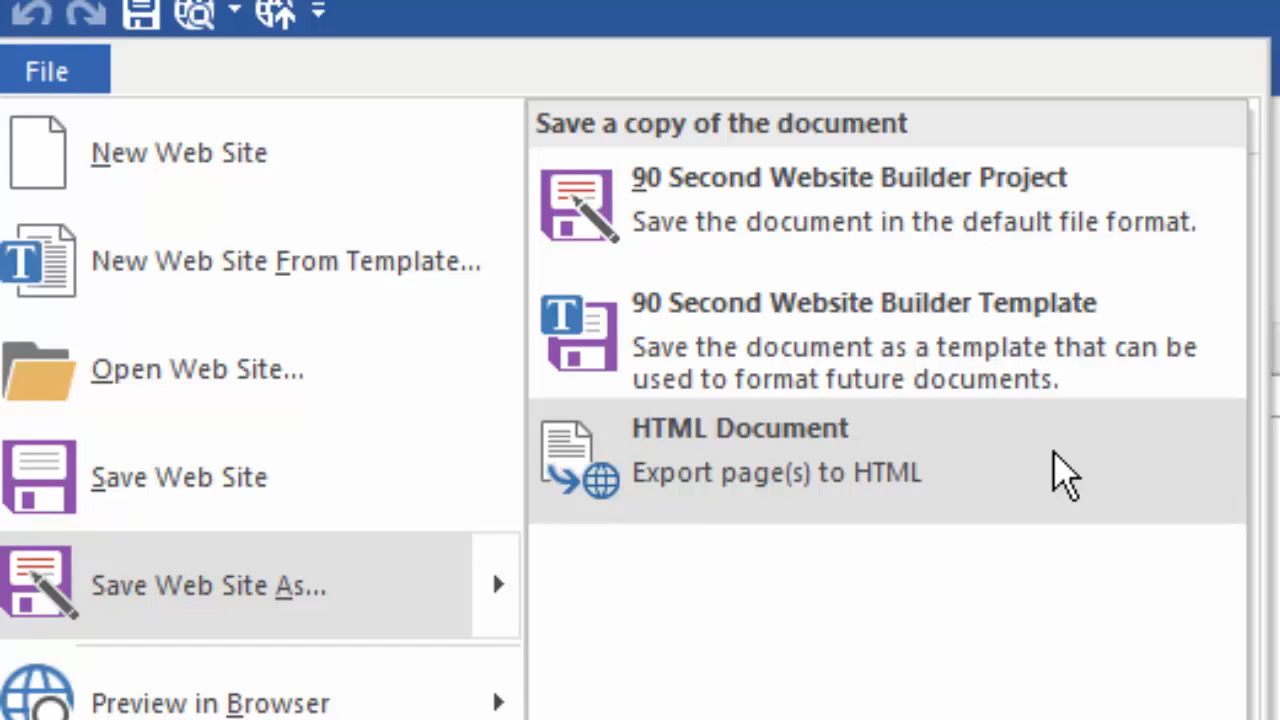 File
New Web Site
New Web Site From Template...
Open Web Site...
Save Web Site
Save Web Site As...
Preview in Browser
Save a copy of the document
90 Second Website Builder Project
Save the document in the default file format.
T
90 Second Website Builder Template
Save the document as a template that can be
used to format future documents.
HTML Document
Export page(s) to HTML
T